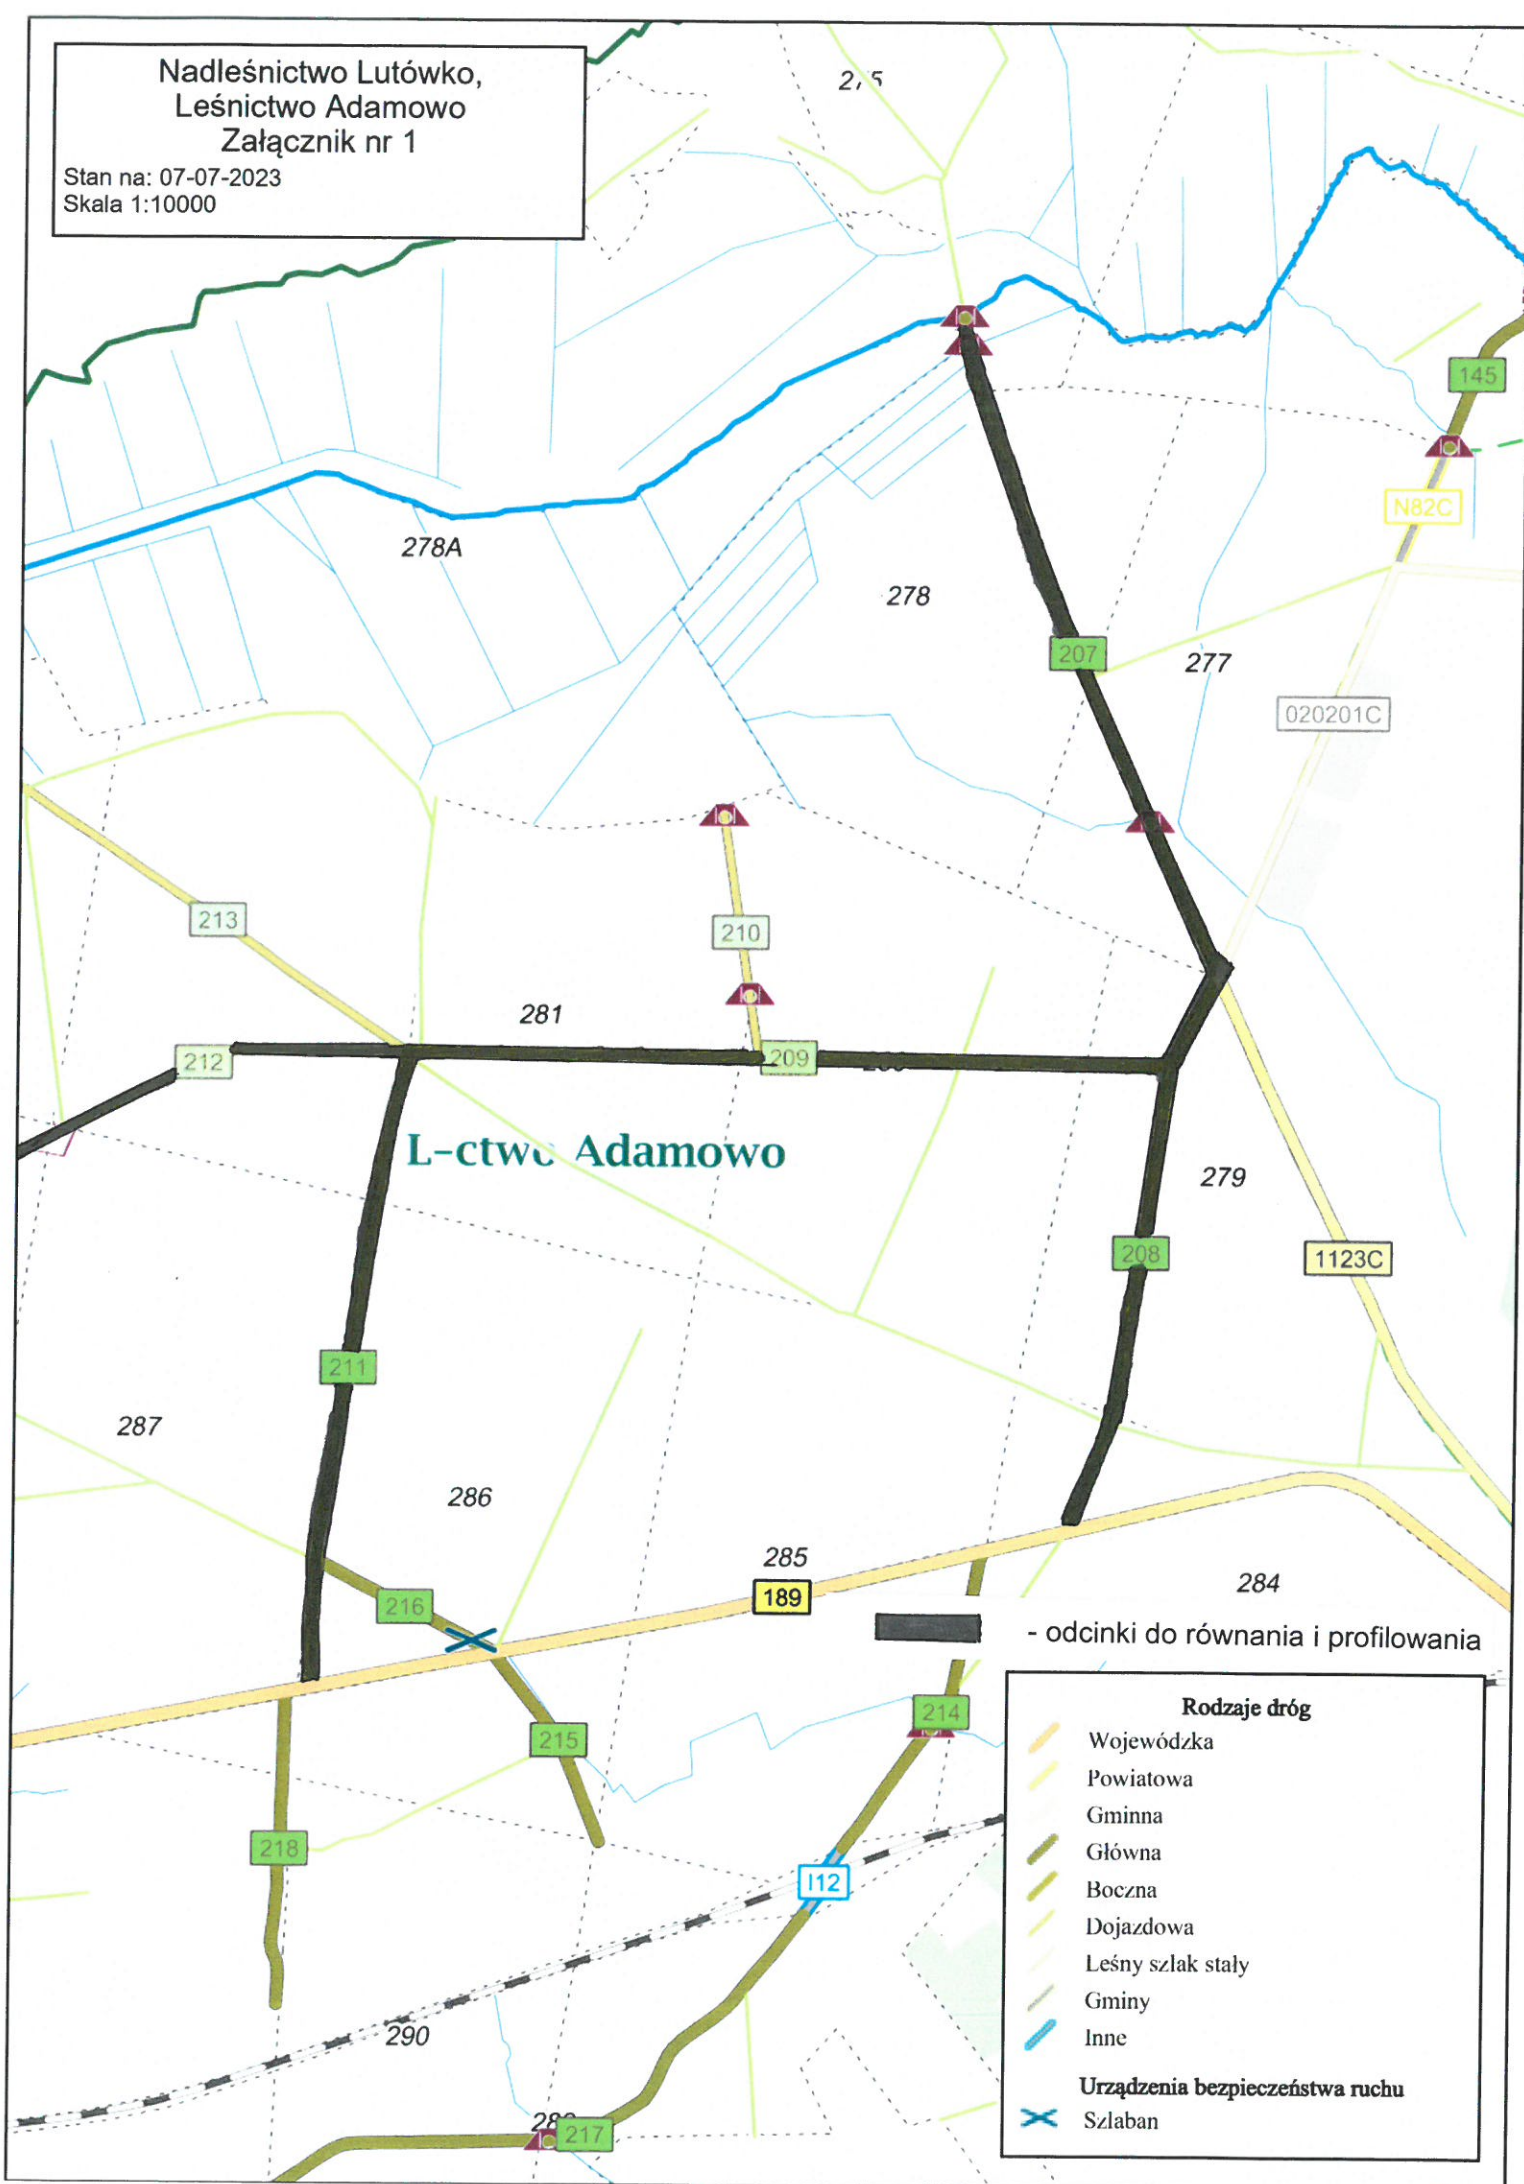 Nadleśnictwo Lutówko,
Leśnictwo Adamowo
Załącznik nr 1
Stan na: 07-07-2023
Skala 1:10000
145
N82C
278A
278
207
277
020201C
213
210
281
212
209
L-ctwo Adamowo
279
208
1123C
211
287
286
285
189
284
216
- odcinki do równania i profilowania
214
215
218
I12
290
217
Rodzaje dróg
Wojewódzka
Powiatowa
Gminna
Główna
Boczna
Dojazdowa
Leśny szlak stały
Gminy
Inne
Urządzenia bezpieczeństwa ruchu
Szlaban